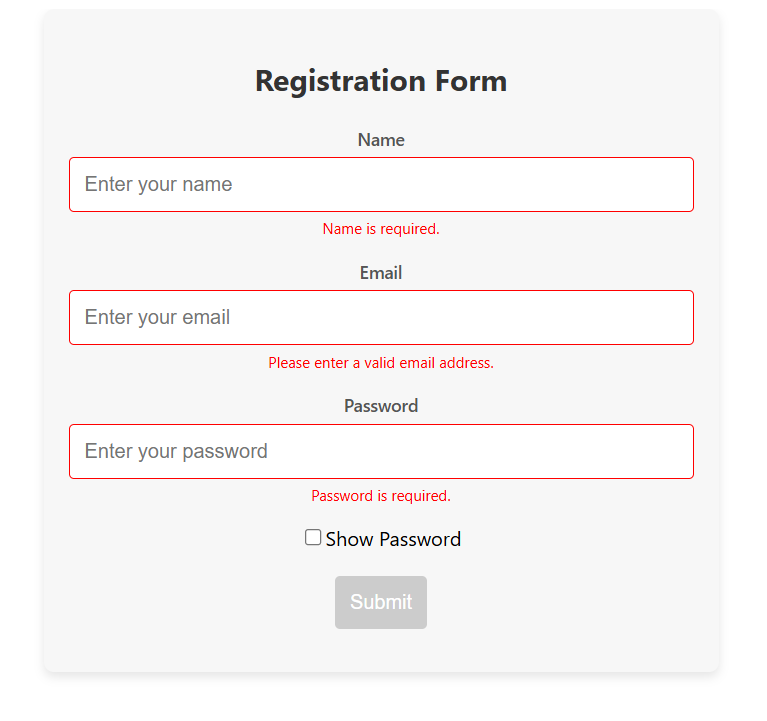 Registration Form
Name
Enter your name
Name is required.
Email
Enter your email
Please enter a valid email address.
Password
Enter your password
Password is required.
Show Password
Submit